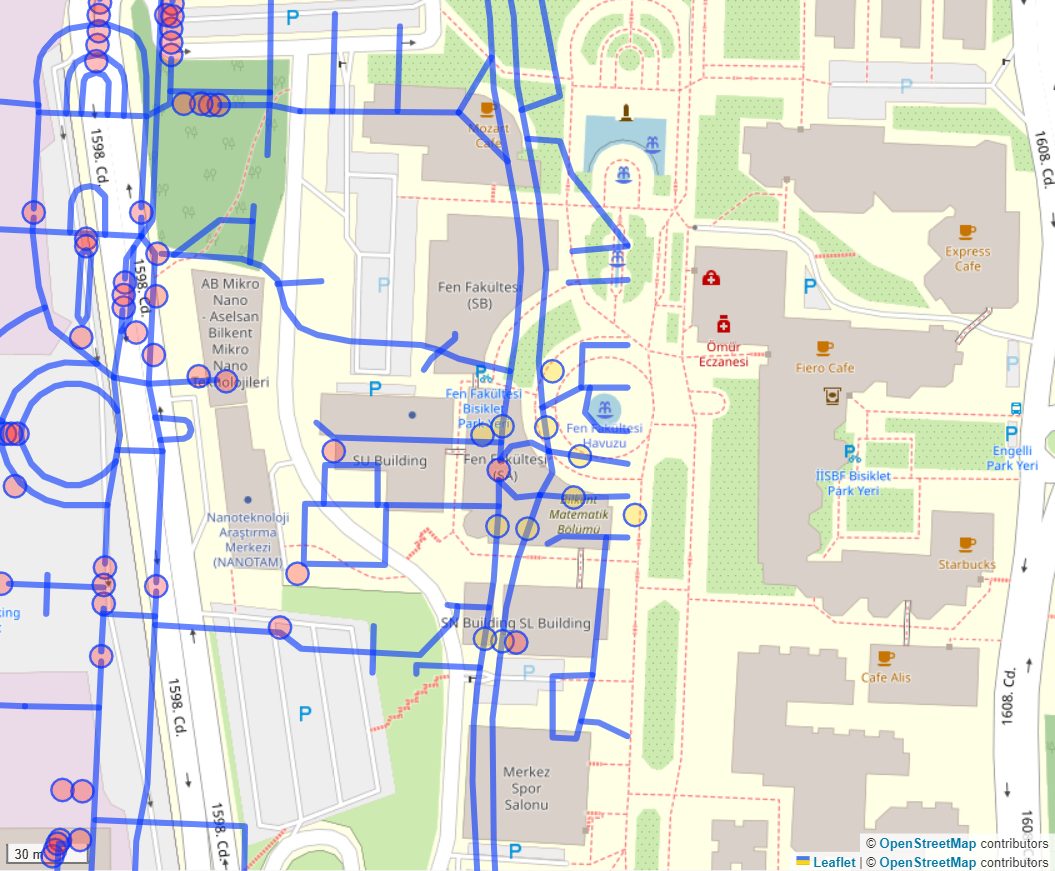 P
Mozart
Cafe
1598. Cd.
P
1608. Cd.
Express
Cafe
1598. Cd.
AB Mikro
Nano
- Aselsan
Bilkent
Mikro
Nano
Teknolojileri
P
Fen Fakültesi
(SB)
P
Ömür
Eczanesi
Fiero Cafe
P
P
P
Fen Fakültesi
Bisiklet
Park Yeri
Fen Fakültesi
Havuzu
P
Engelli
Park Yeri
P
İİSBF Bisiklet
Park Yeri
SU Building
Fen Fakültesi
(SA)
Bilkent
Matematik
Bölümü
Nanoteknoloji
Araştırma
Merkezi
(NANOTAM)
Starbucks
SN Building SL Building
P
Cafe Alis
1598. Cd.
P
1608. Cd.
Merkez
Spor
Salonu
1598. Cd.
P
30 m
© OpenStreetMap contributors
Leaflet | © OpenStreetMap contributors